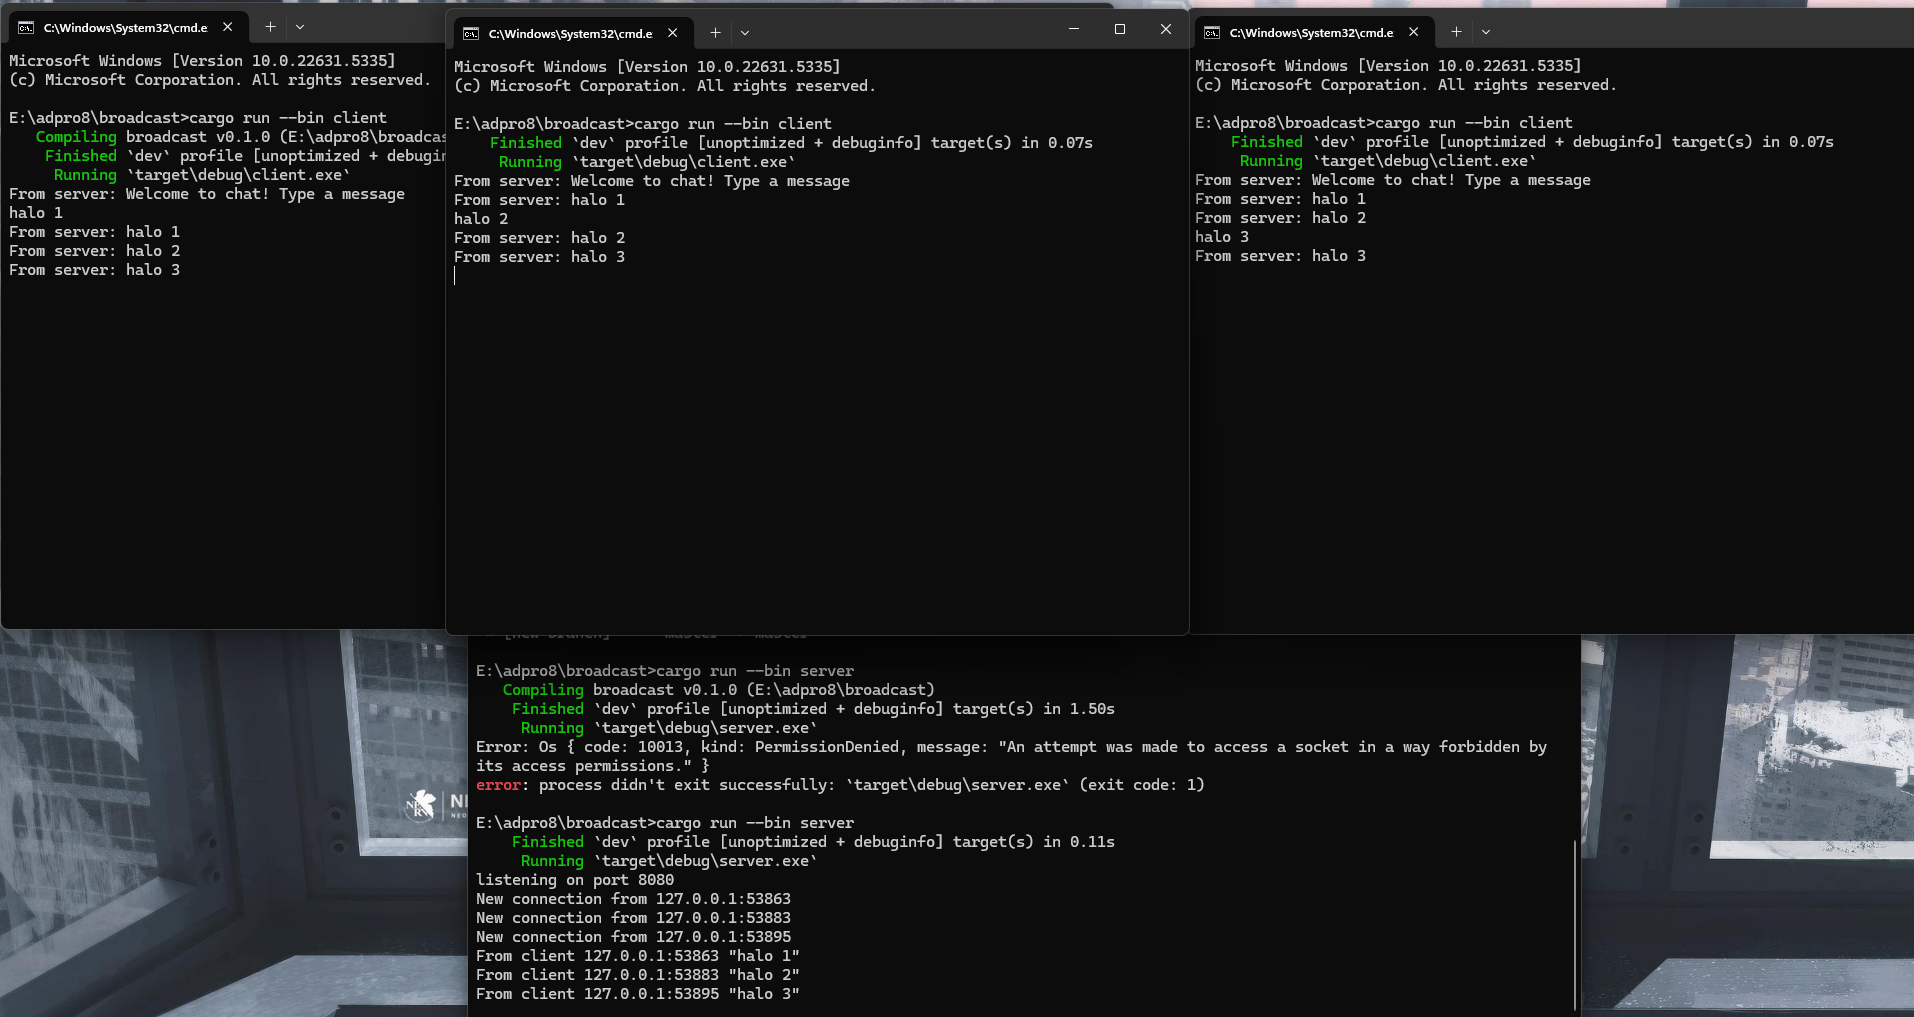 C:\Windows\System32\cmd.e
Microsoft Windows [Version 10.0.22631.5335]
(c) Microsoft Corporation. All rights reserved.
E:\adpro8\broadcast>cargo run --bin client
Compiling broadcast v0.1.0 (E:\adpro8\broadcas
Finished `dev` profile [unoptimized + debugin
Running `target\debug\client.exe`
From server: Welcome to chat! Type a message
halo 1
From server: halo 1
From server: halo 2
From server: halo 3
C:\Windows\System32\cmd.e
Microsoft Windows [Version 10.0.22631.5335]
(c) Microsoft Corporation. All rights reserved.
E:\adpro8\broadcast>cargo run --bin client
Finished `dev` profile [unoptimized + debuginfo] target(s) in 0.07s
Running `target\debug\client.exe`
From server: Welcome to chat! Type a message
From server: halo 1
halo 2
From server: halo 2
From server: halo 3
C:\Windows\System32\cmd.e
Microsoft Windows [Version 10.0.22631.5335]
(c) Microsoft Corporation. All rights reserved.
E:\adpro8\broadcast>cargo run --bin client
Finished `dev` profile [unoptimized + debuginfo] target(s) in 0.07s
Running `target\debug\client.exe`
From server: Welcome to chat! Type a message
From server: halo 1
From server: halo 2
halo 3
From server: halo 3
E:\adpro8\broadcast>cargo run --bin server
Compiling broadcast v0.1.0 (E:\adpro8\broadcast)
Finished `dev` profile [unoptimized + debuginfo] target(s) in 1.50s
Running `target\debug\server.exe`
Error: Os { code: 10013, kind: PermissionDenied, message: "An attempt was made to access a socket in a way forbidden by
its access permissions." }
error: process didn't exit successfully: `target\debug\server.exe` (exit code: 1)
E:\adpro8\broadcast>cargo run --bin server
Finished `dev` profile [unoptimized + debuginfo] target(s) in 0.11s
Running `target\debug\server.exe`
listening on port 8080
New connection from 127.0.0.1:53863
New connection from 127.0.0.1:53883
New connection from 127.0.0.1:53895
From client 127.0.0.1:53863 "halo 1"
From client 127.0.0.1:53883 "halo 2"
From client 127.0.0.1:53895 "halo 3"